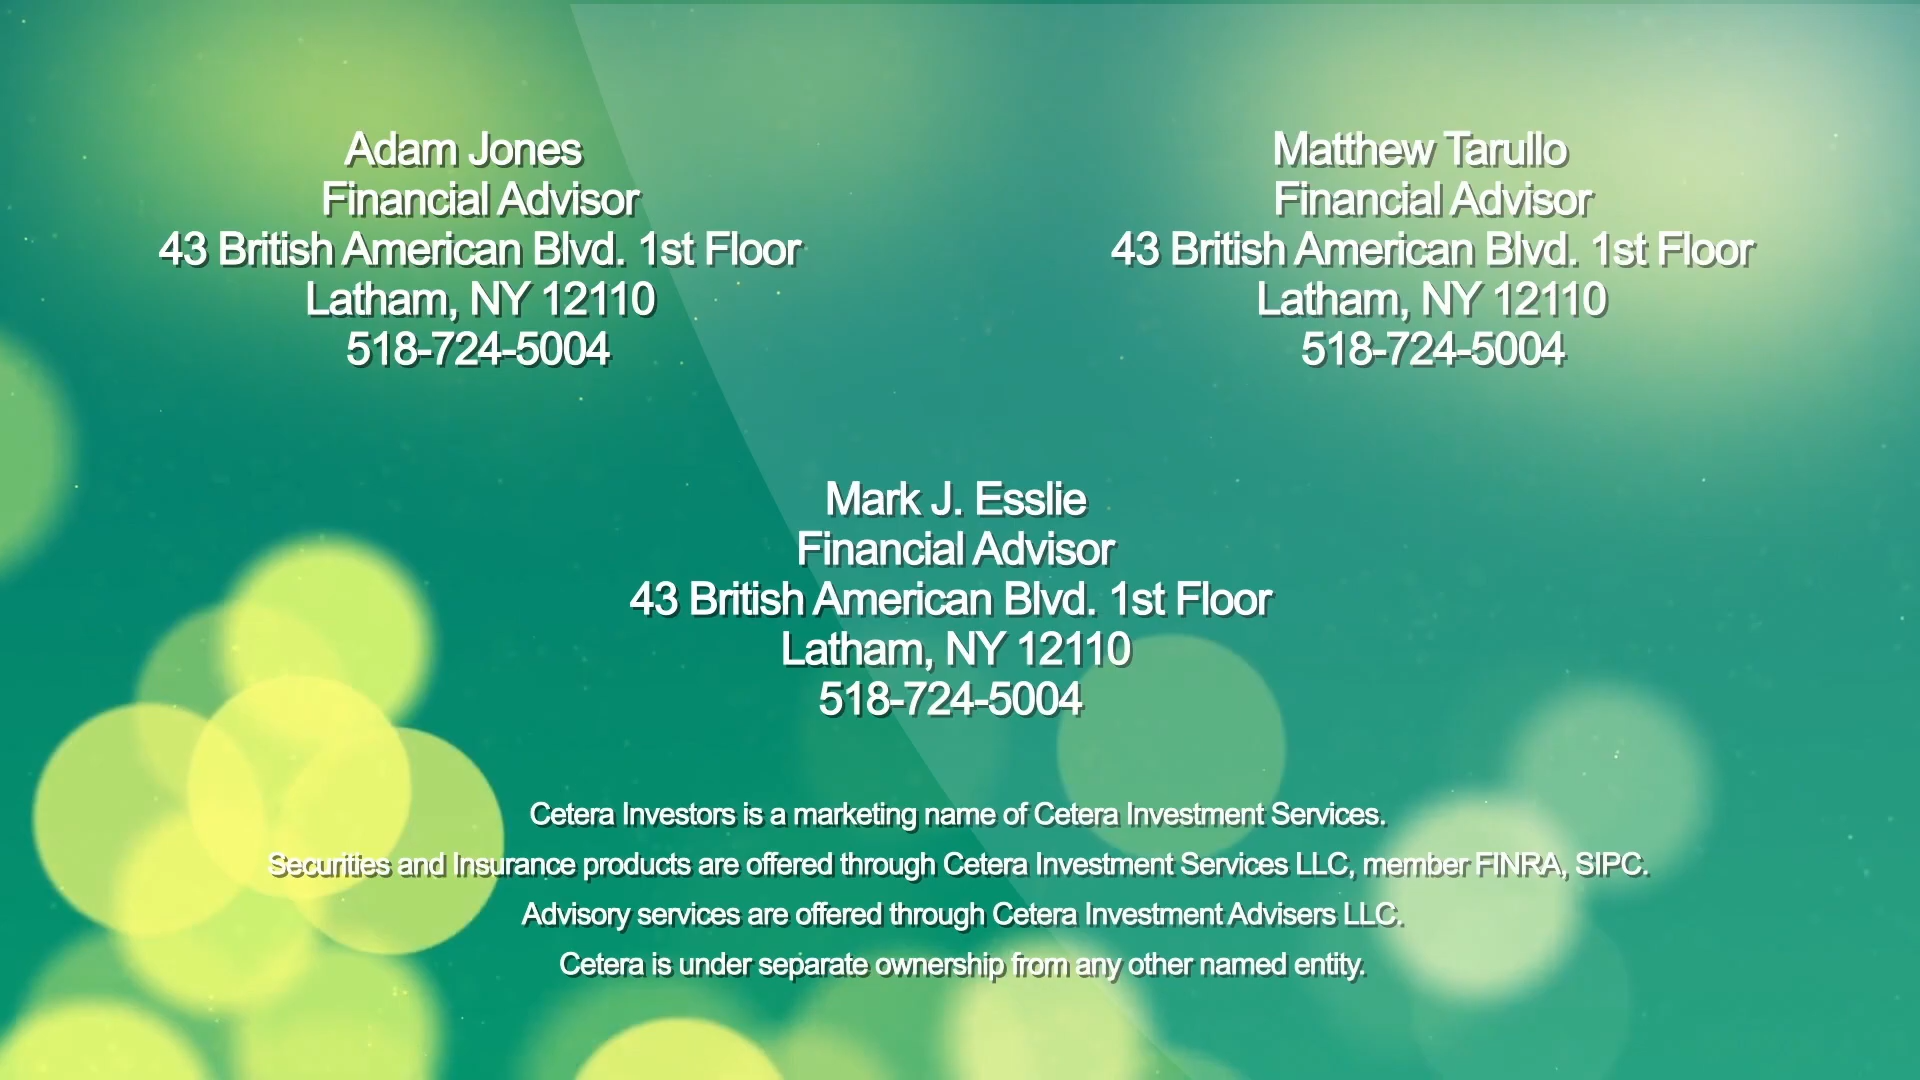 Adam Jones
Financial Advisor
43 British American Blvd. 1st Floor
Latham, NY 12110
518-724-5004
Matthew Tarullo
Financial Advisor
43 British American Blvd. 1st Floor
Latham, NY 12110
518-724-5004
Mark J. Esslie
Financial Advisor
43 British American Blvd. 1st Floor
Latham, NY 12110
518-724-5004
Cetera Investors is a marketing name of Cetera Investment Services.
Securities and Insurance products are offered through Cetera Investment Services LLC, member FINRA, SIPC.
Advisory services are offered through Cetera Investment Advisers LLC.
Cetera is under separate ownership from any other named entity.